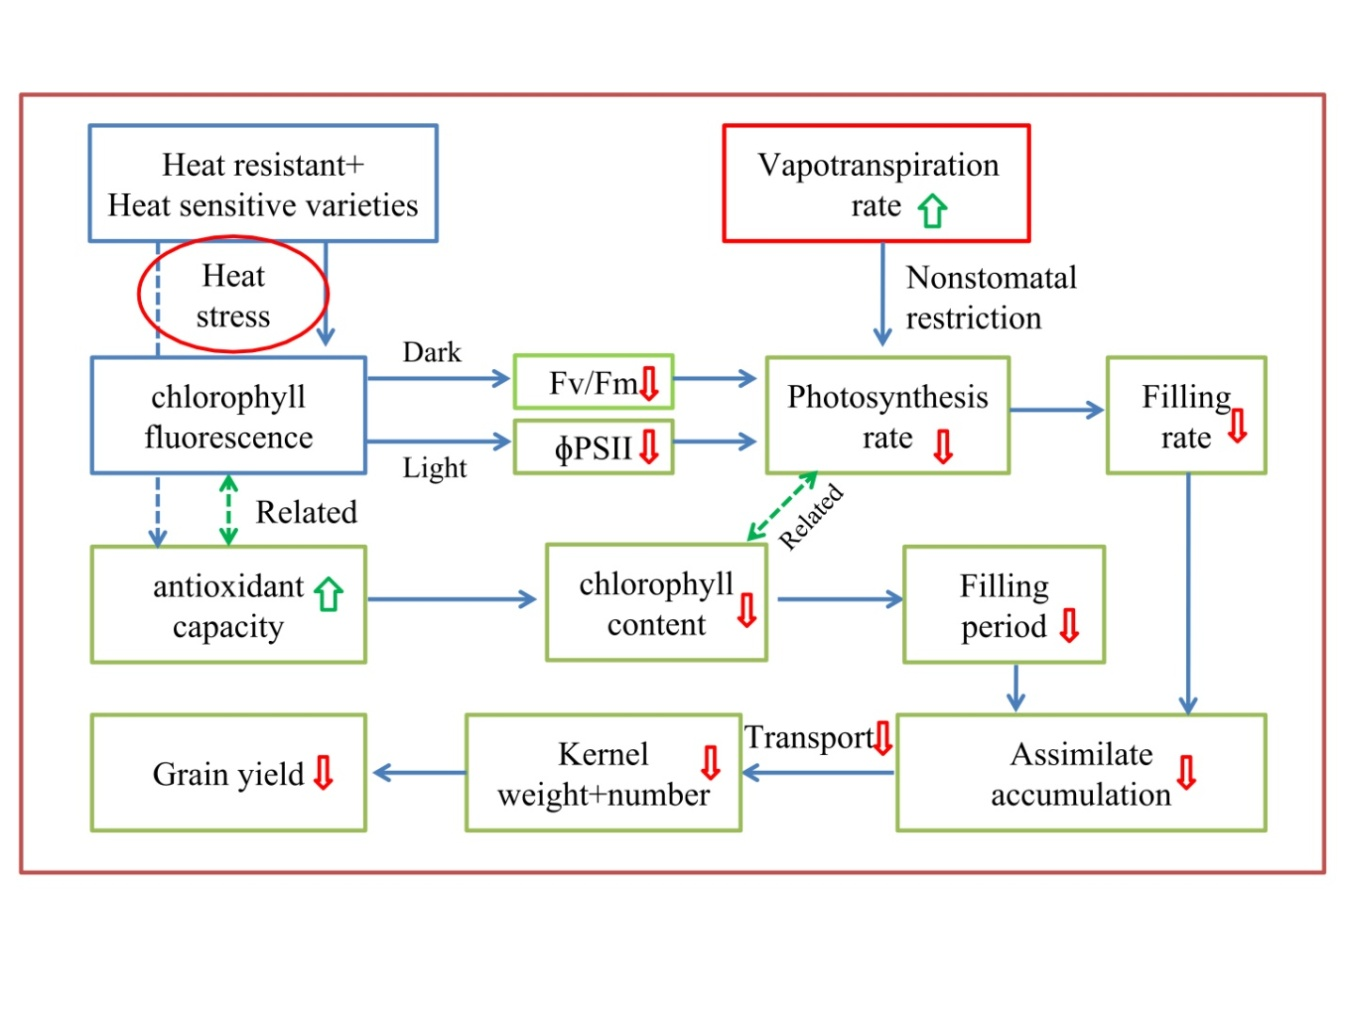 Heat resistant+
Heat sensitive varieties
Vapotranspiration
rate
Heat
stress
Nonstomatal
restriction
Dark
chlorophyll
fluorescence
Fv/Fm
ϕPSII
Light
Photosynthesis
rate
Filling
rate
Related
Related
antioxidant
capacity
chlorophyll
content
Filling
period
Grain yield
Kernel
weight+number
Transport
Assimilate
accumulation